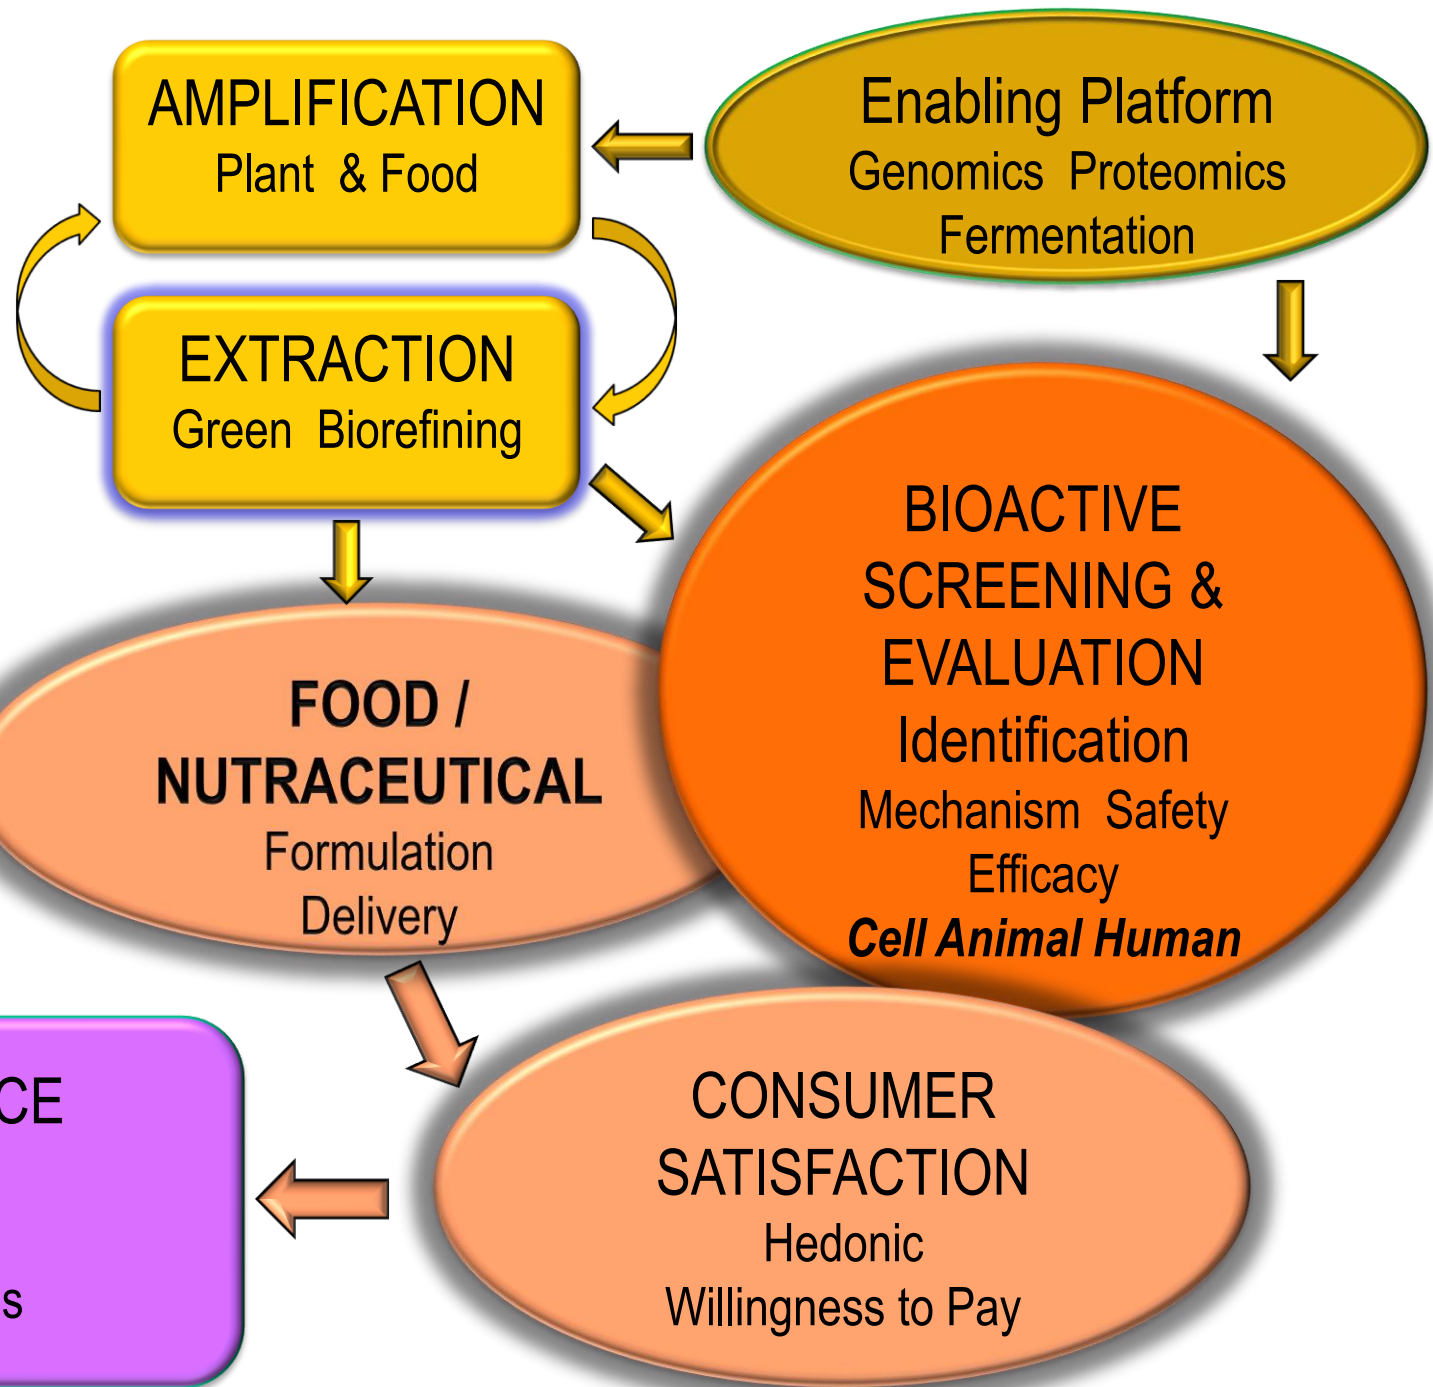 AMPLIFICATION
Plant & Food
Enabling Platform
Genomics Proteomics
Fermentation
EXTRACTION
Green Biorefining
BIOACTIVE
SCREENING &
EVALUATION
Identification
Mechanism Safety
Efficacy
Cell Animal Human
FOOD /
NUTRACEUTICAL
Formulation
Delivery
CONSUMER
SATISFACTION
Hedonic
Willingness to Pay
CE
s